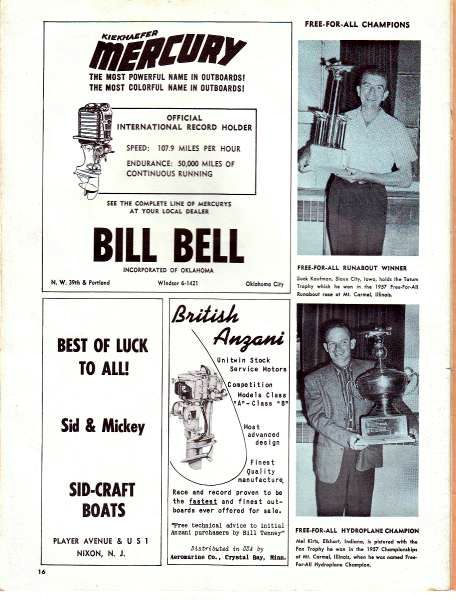 KIEKHAEFER
MERCURY
THE MOST POWERFUL NAME IN OUTBOARDS!
THE MOST COLORFUL NAME IN OUTBOARDS!
OFFICIAL
INTERNATIONAL RECORD HOLDER
SPEED: 107.9 MILES PER HOUR
ENDURANCE: 50,000 MILES OF
CONTINUOUS RUNNING
SEE THE COMPLETE LINE OF MERCURYS
AT YOUR LOCAL DEALER
BILL BELL
INCORPORATED OF OKLAHOMA
N. W. 39th & Portland Windsor 6-1421 Oklahoma City
BEST OF LUCK
TO ALL!
Sid & Mickey
SID-CRAFT
BOATS
PLAYER AVENUE & U S 1
NIXON, N. J.
British
Anzani
Unitwin Stock
Service Motors
Competition
Models Class
"A"-Class "B"
Most
advanced
design
Finest
Quality
manufacture
Race and record proven to be
the fastest and finest out-
boards ever offered for sale.
"Free technical advice to initial
Anzani purchasers by Bill Tenney"
Distributed in USA by
Aeromarine Co., Crystal Bay, Minn.
FREE-FOR-ALL CHAMPIONS
FREE-FOR-ALL RUNABOUT WINNER
Kaufman, Sioux City, Iowa, holds the Tatum
Trophy which he won in the 1957 Free-For-All
Runabout race at Mt. Carmel, Illinois.
FREE-FOR-ALL HYDROPLANE CHAMPION
Mel Kirts, Elkhart, Indiana, is pictured with the
Fox Trophy he won in the 1957 Championships
at Mt. Carmel, Illinois, when he was named Free-
For-All Hydroplane Champion.
16